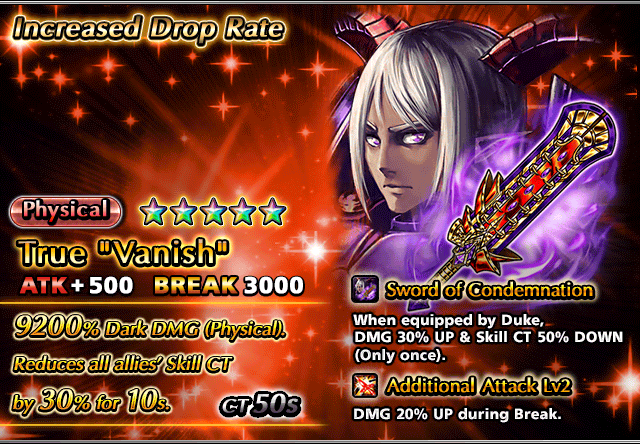 Increased Drop Rate
Physical
True "Vanish"
ATK+500 BREAK 3000
9200% Dark DMG (Physical).
Reduces all allies' Skill CT
by 30% for 10s.
CT 50s
Sword of Condemnation
When equipped by Duke,
DMG 30% UP & Skill CT 50% DOWN
(Only once).
Additional Attack Lv2
DMG 20% UP during Break.